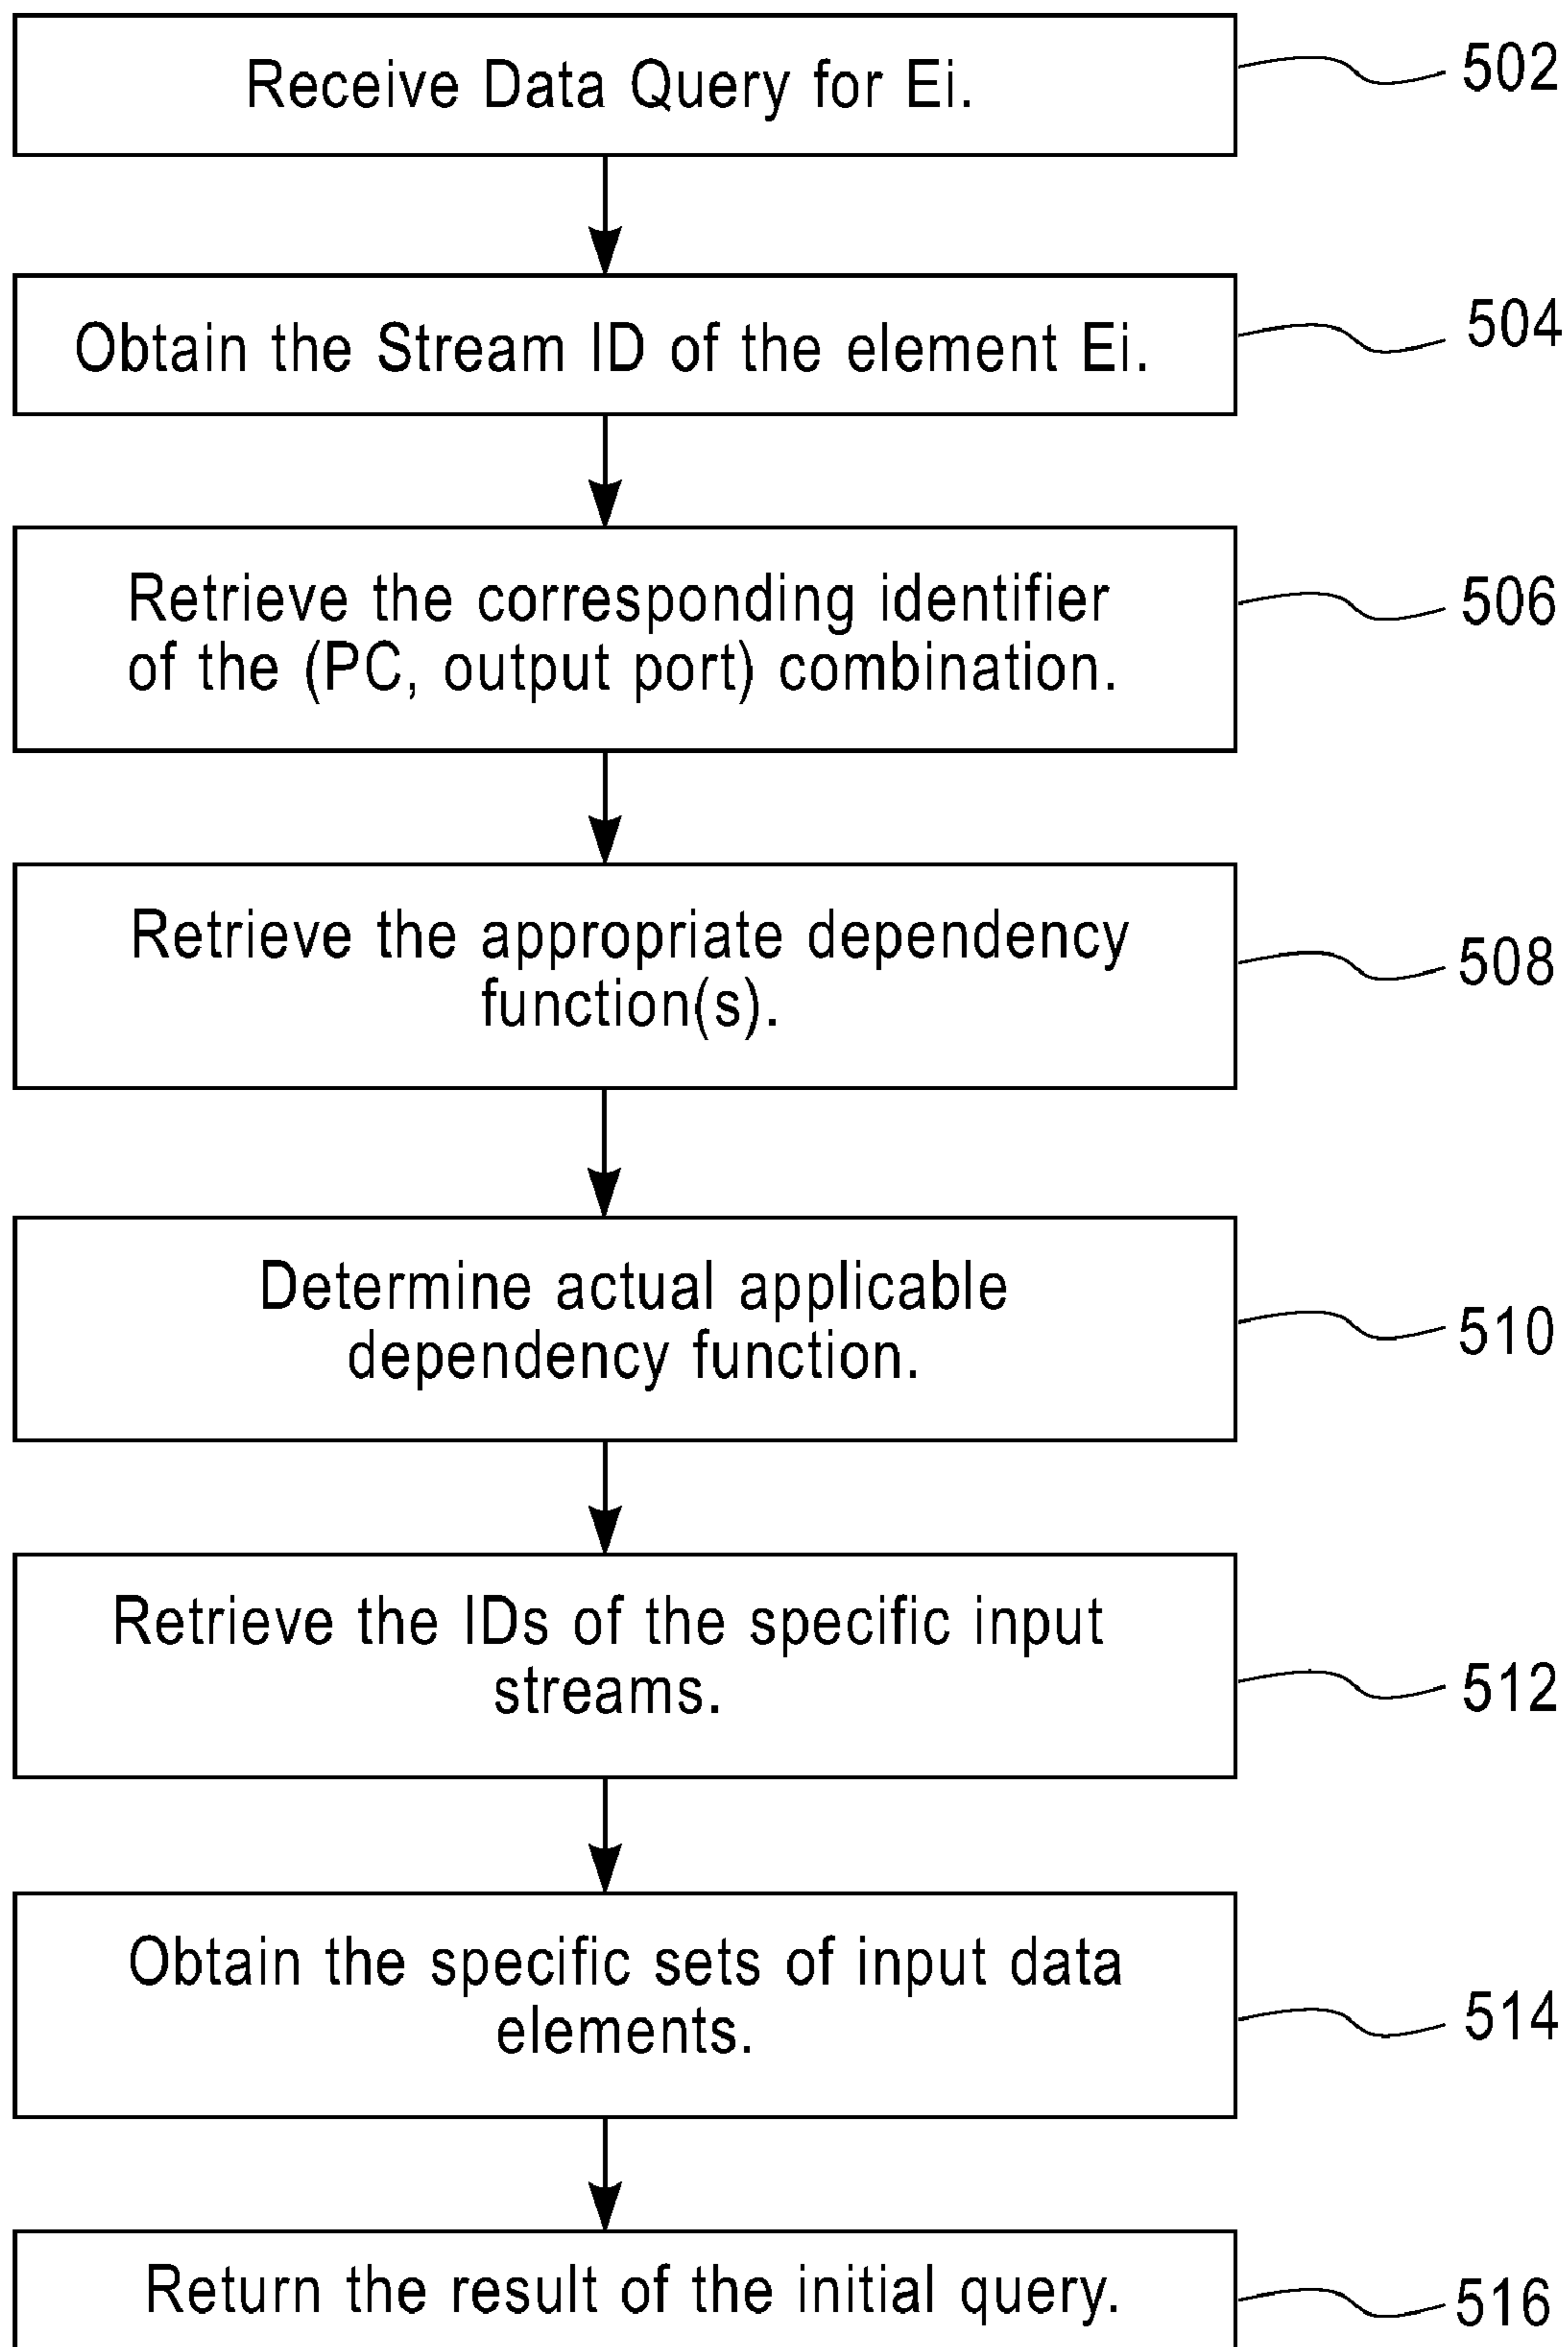 Receive Data Query for Ei.
502
Obtain the Stream ID of the element Ei.
504
Retrieve the corresponding identifier
of the (PC, output port) combination.
506
Retrieve the appropriate dependency
function(s).
508
Determine actual applicable
dependency function.
510
Retrieve the IDs of the specific input
streams.
512
Obtain the specific sets of input data
elements.
514
Return the result of the initial query.
516